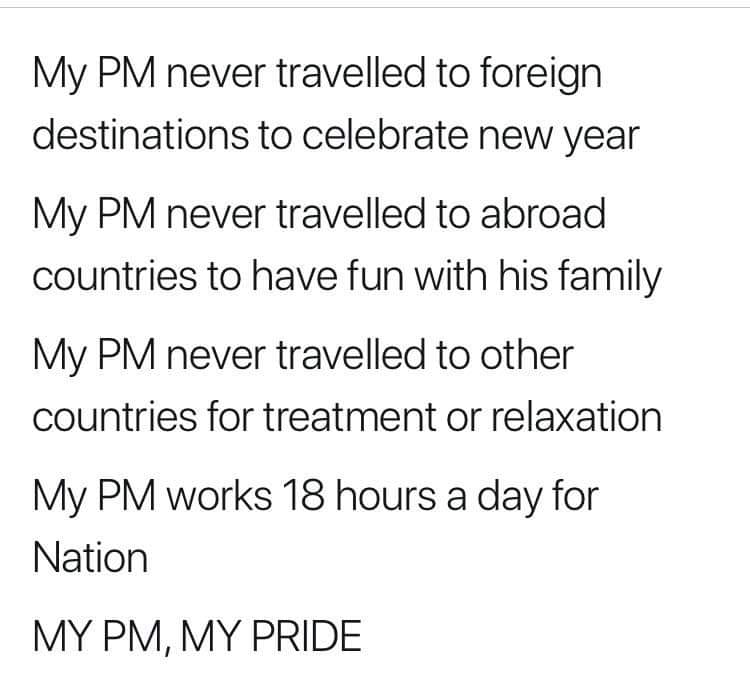 My PM never travelled to foreign
destinations to celebrate new year
My PM never travelled to abroad
countries to have fun with his family
My PM never travelled to other
countries for treatment or relaxation
My PM works 18 hours a day for
Nation
MY PM, MY PRIDE